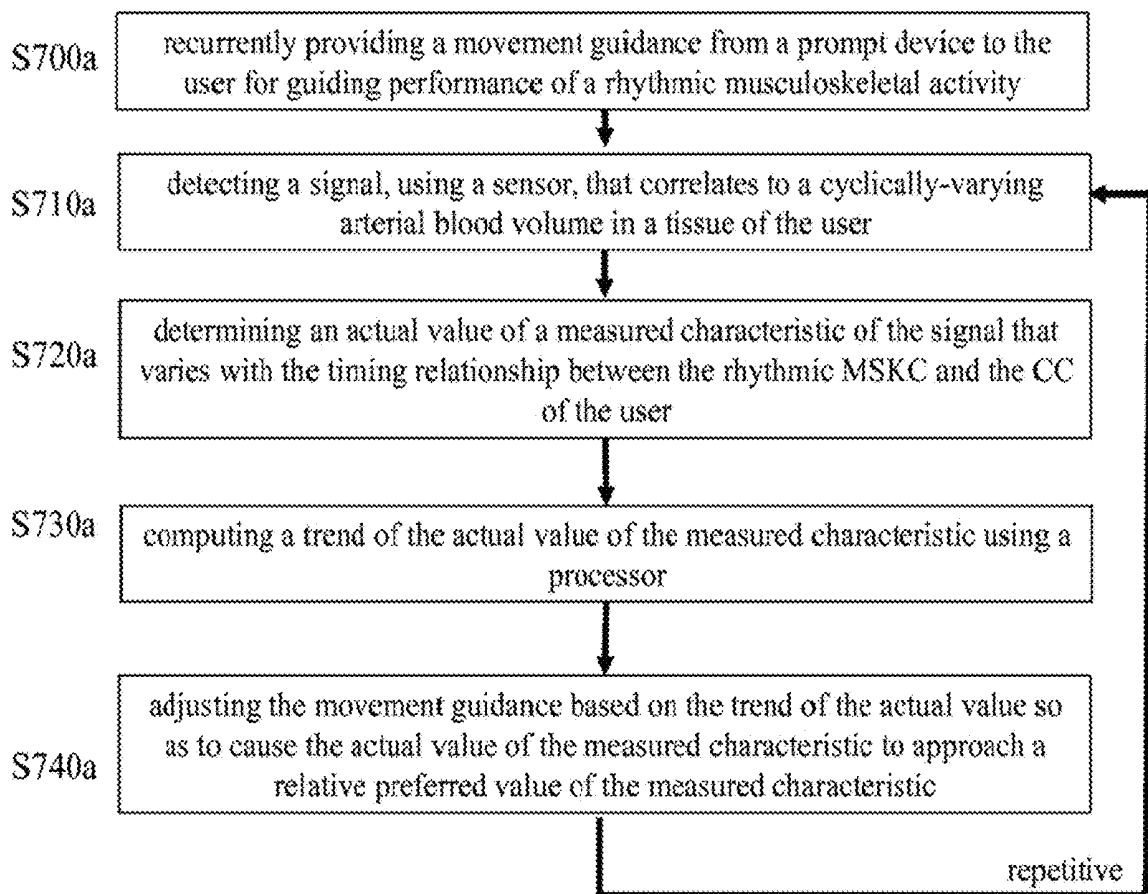 S700a
recurrently providing a movement guidance from a prompt device to the
user for guiding performance of a rhythmic musculoskeletal activity
S710a
detecting a signal, using a sensor, that correlates to a cyclically-varying
arterial blood volume in a tissue of the user
S720a
determining an actual value of a measured characteristic of the signal that
varies with the timing relationship between the rhythmic MSKC and the CC
of the user
S730a
computing a trend of the actual value of the measured characteristic using a
processor
S740a
adjusting the movement guidance based on the trend of the actual value so
as to cause the actual value of the measured characteristic to approach a
relative preferred value of the measured characteristic
repetitive